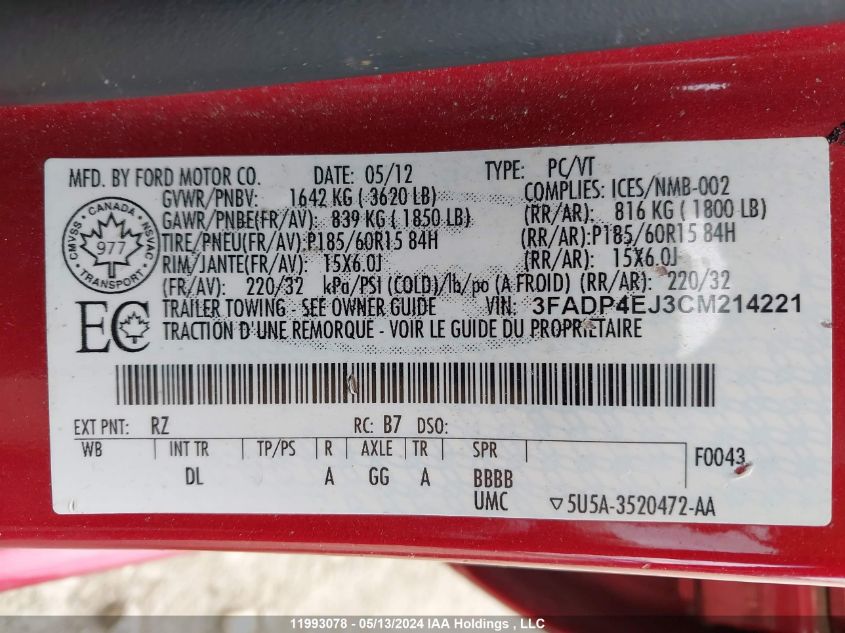 MFD. BY FORD MOTOR CO. DATE: 05/12 TYPE: PC/VT
GVWR/PNBV: 1642 KG ( 3620 LB) COMPLIES: ICES/NMB-002
GAWR/PNBE(FR/AV): 839 KG ( 1850 LB) (RR/AR): 816 KG ( 1800 LB)
TIRE/PNEU(FR/AV):P185/60R15 84H (RR/AR):P185/60R15 84H
RIM/JANTE(FR/AV): 15X6.0J (RR/AR): 15X6.0J
(FR/AV): 220/32 kPa/PSI (COLD)/lb/po (A FROID) (RR/AR): 220/32
TRAILER TOWING - SEE OWNER GUIDE VIN: 3FADP4EJ3CM214221
TRACTION D'UNE REMORQUE - VOIR LE GUIDE DU PROPRIETAIRE
CANADA
CMVSS 977 NSVAC
TRANSPORT
EC
EXT PNT: RZ RC: B7 DSO:
WB INT TR TP/PS R AXLE TR SPR F0043
DL A GG A BBBB
UMC ▽5U5A-3520472-AA
11993078 - 05/13/2024 IAA Holdings , LLC